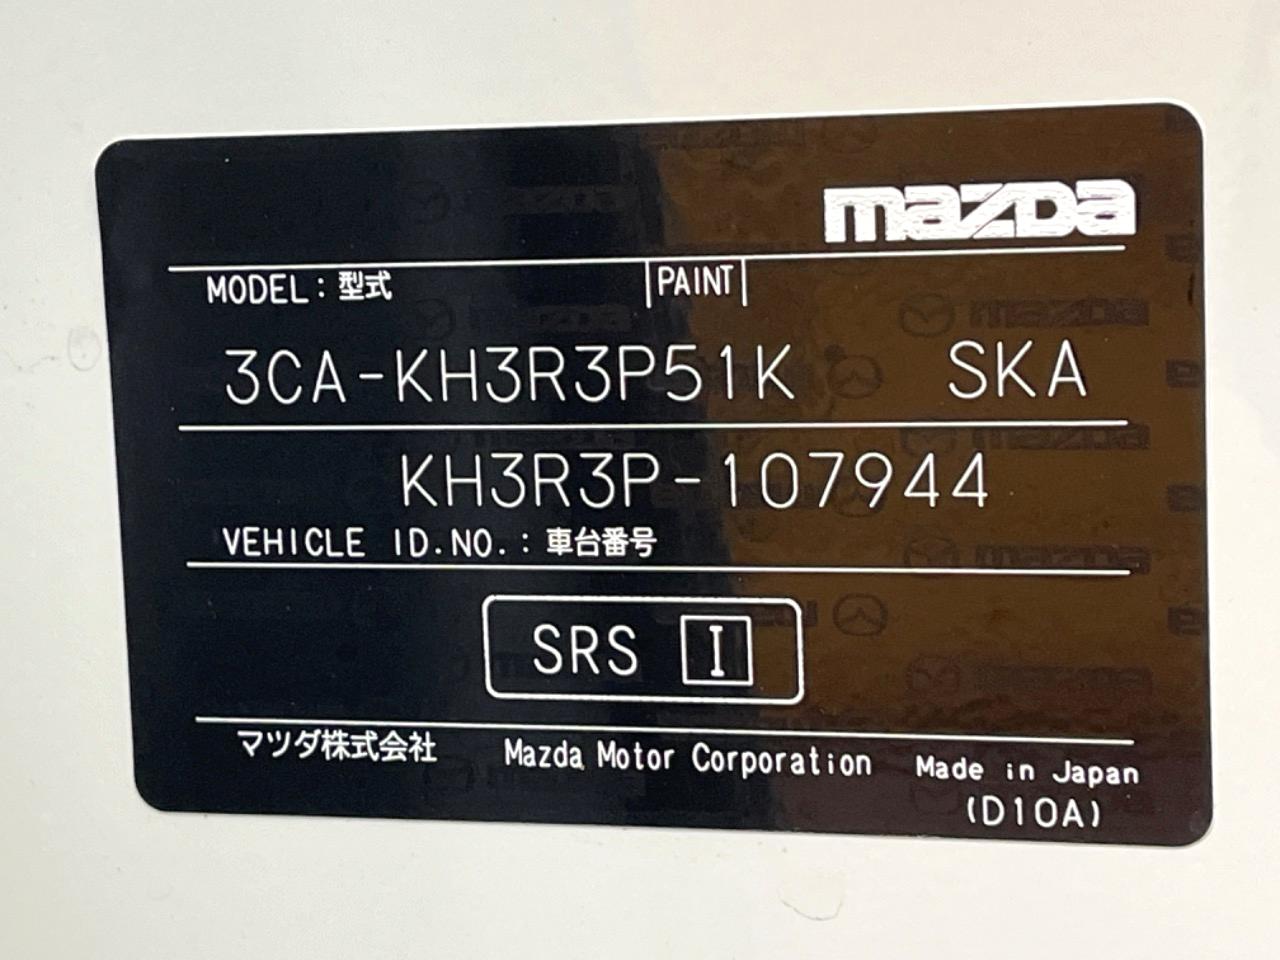 mazda
MODEL：型式 PAINT
3CA-KH3R3P51K SKA
KH3R3P-107944
VEHICLE ID.NO.：車台番号
SRS I
マツダ株式会社 Mazda Motor Corporation Made in Japan
(D10A)